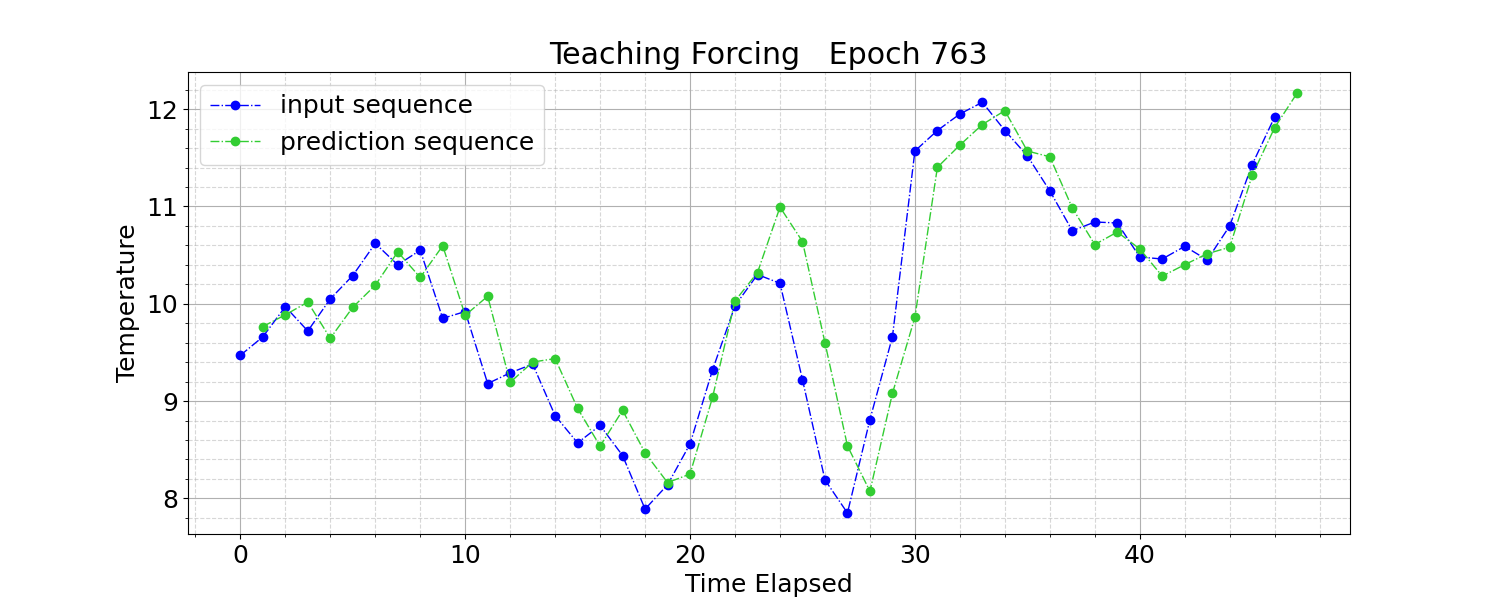 Teaching Forcing   Epoch 763
input sequence
prediction sequence
Temperature
12
11
10
9
8
0 10 20 30 40
Time Elapsed